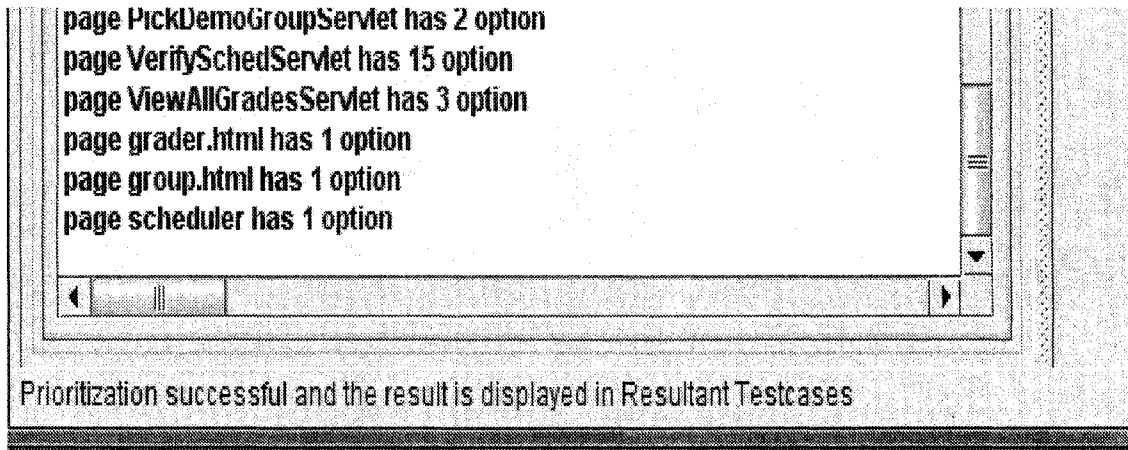 page PickDemoGroupServlet has 2 option
page VerifySchedServlet has 15 option
page ViewAllGradesServlet has 3 option
page grader.html has 1 option
page group.html has 1 option
page scheduler has 1 option
Prioritization successful and the result is displayed in Resultant Testcases